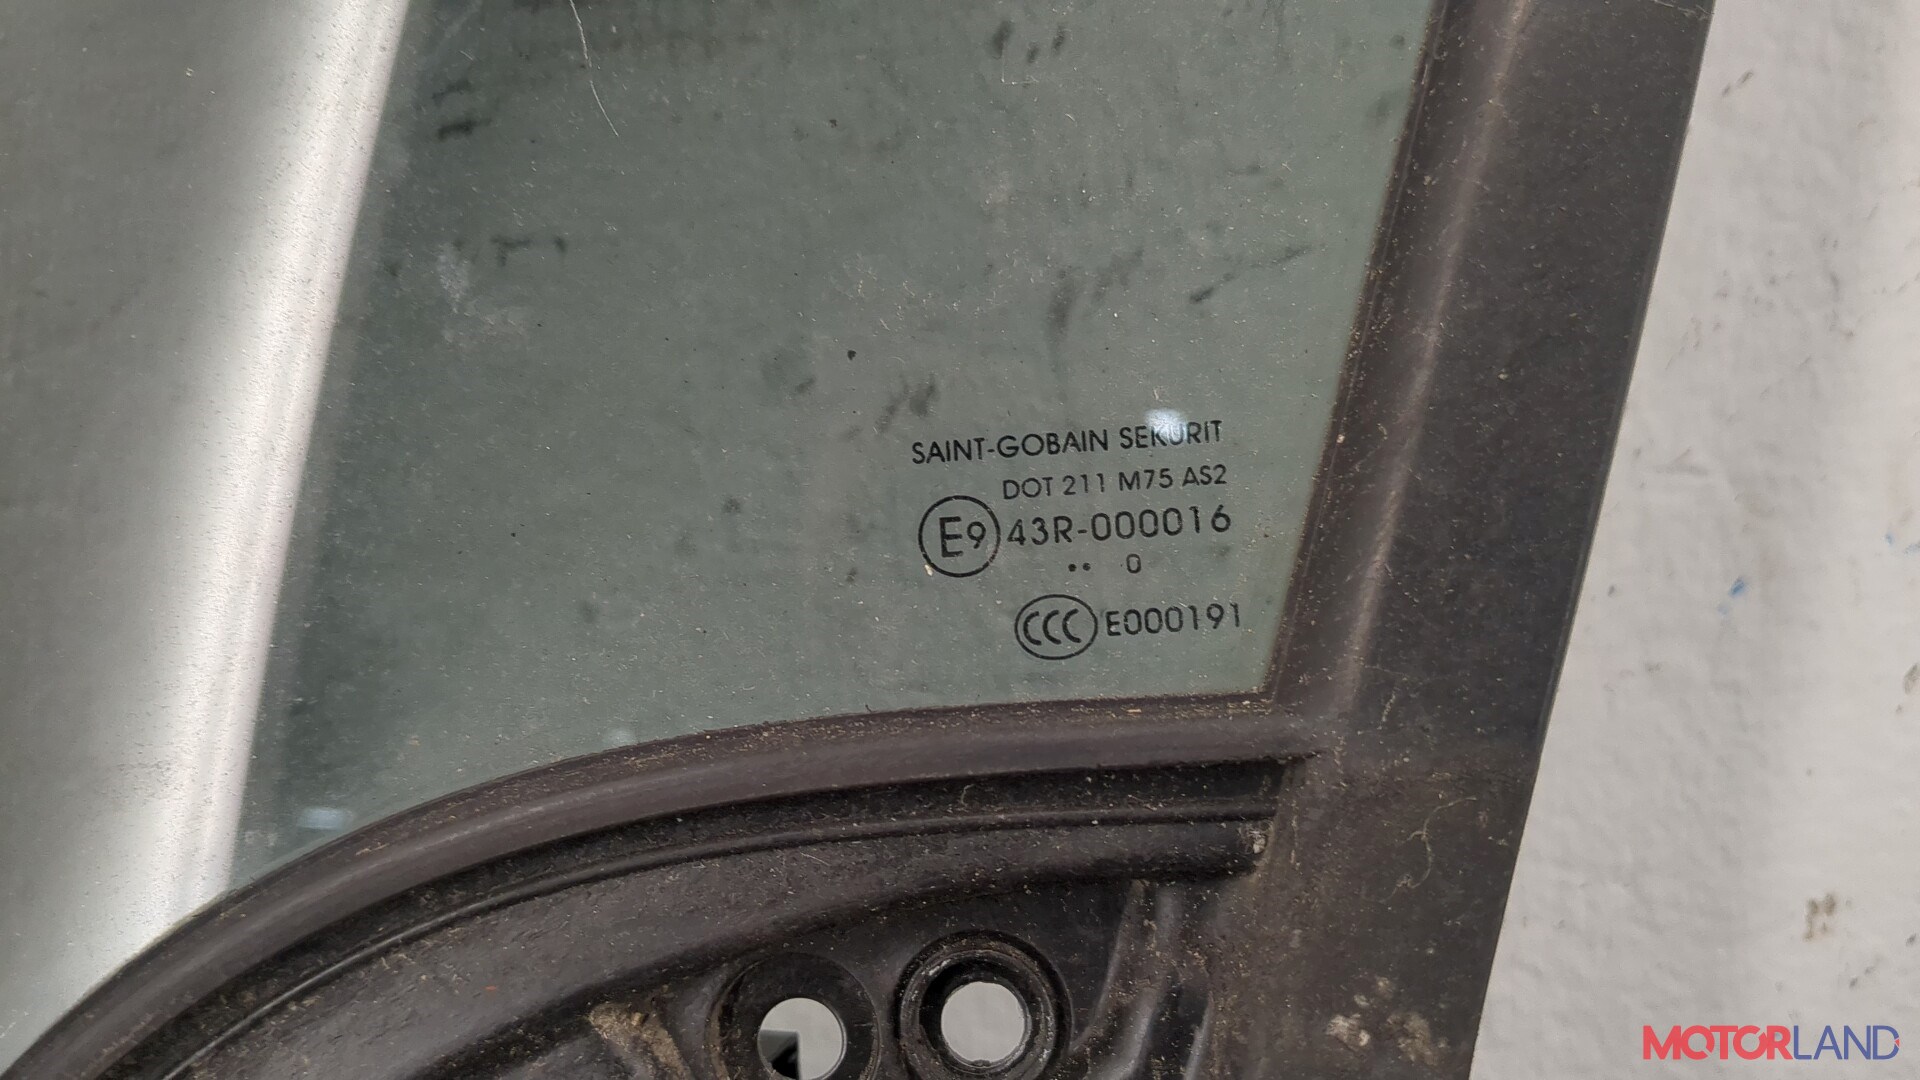 SAINT-GOBAIN SEKURIT
DOT 211 M75 AS2
E9 43R-000016
•• 0
CCC E000191
MOTORLAND